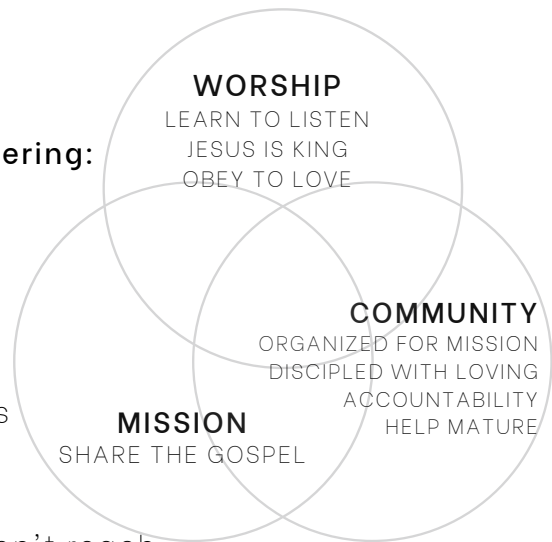 WORSHIP
LEARN TO LISTEN
JESUS IS KING
OBEY TO LOVE
ering:
COMMUNITY
ORGANIZED FOR MISSION
DISCIPLED WITH LOVING
ACCOUNTABILITY
HELP MATURE
S
MISSION
SHARE THE GOSPEL